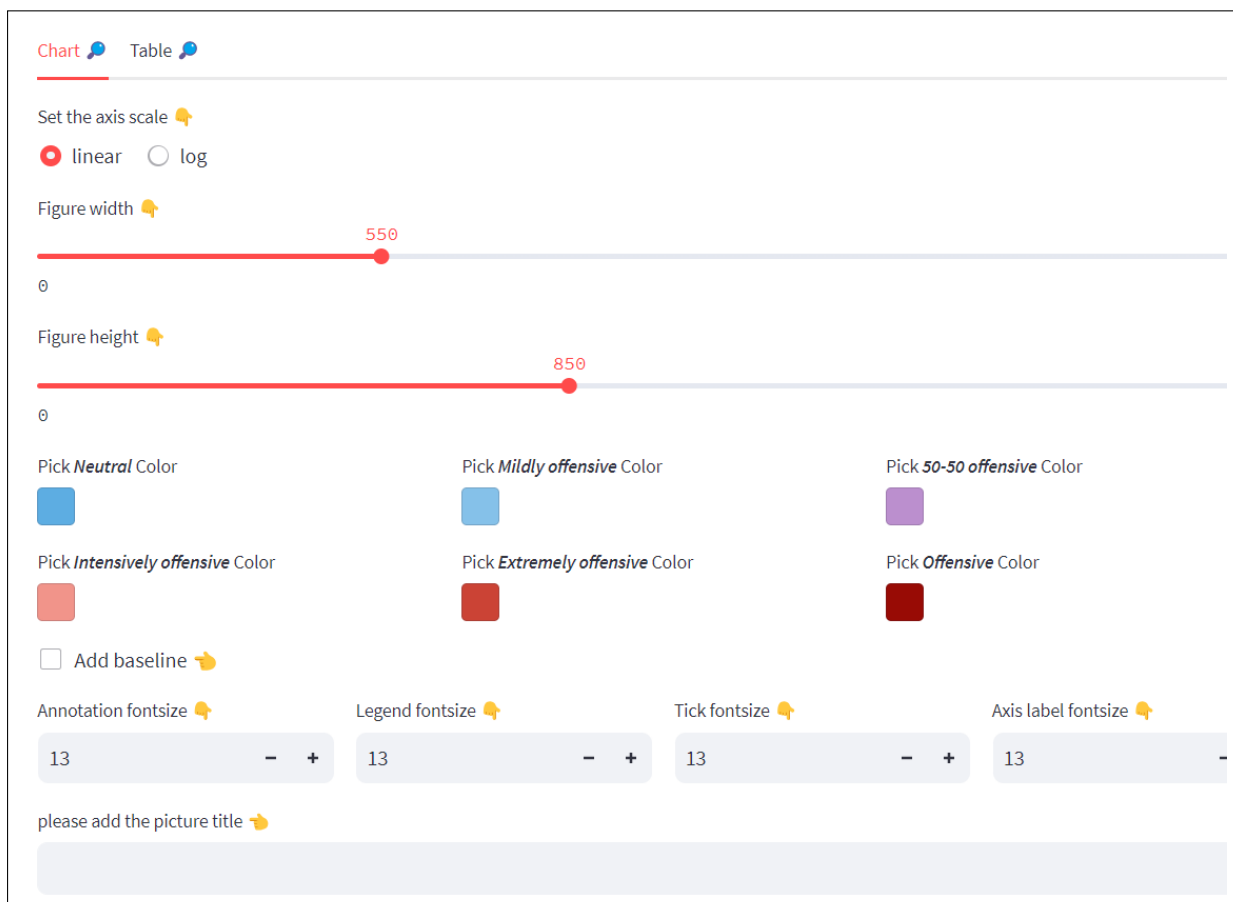 Chart 🔎 Table 🔎
Set the axis scale 👇
linear log
Figure width 👇
550
0
Figure height 👇
850
0
Pick Neutral Color Pick Mildly offensive Color Pick 50-50 offensive Color
Pick Intensively offensive Color Pick Extremely offensive Color Pick Offensive Color
Add baseline 👈
Annotation fontsize 👇 Legend fontsize 👇 Tick fontsize 👇 Axis label fontsize 👇
13 − + 13 − + 13 − + 13 −
please add the picture title 👈